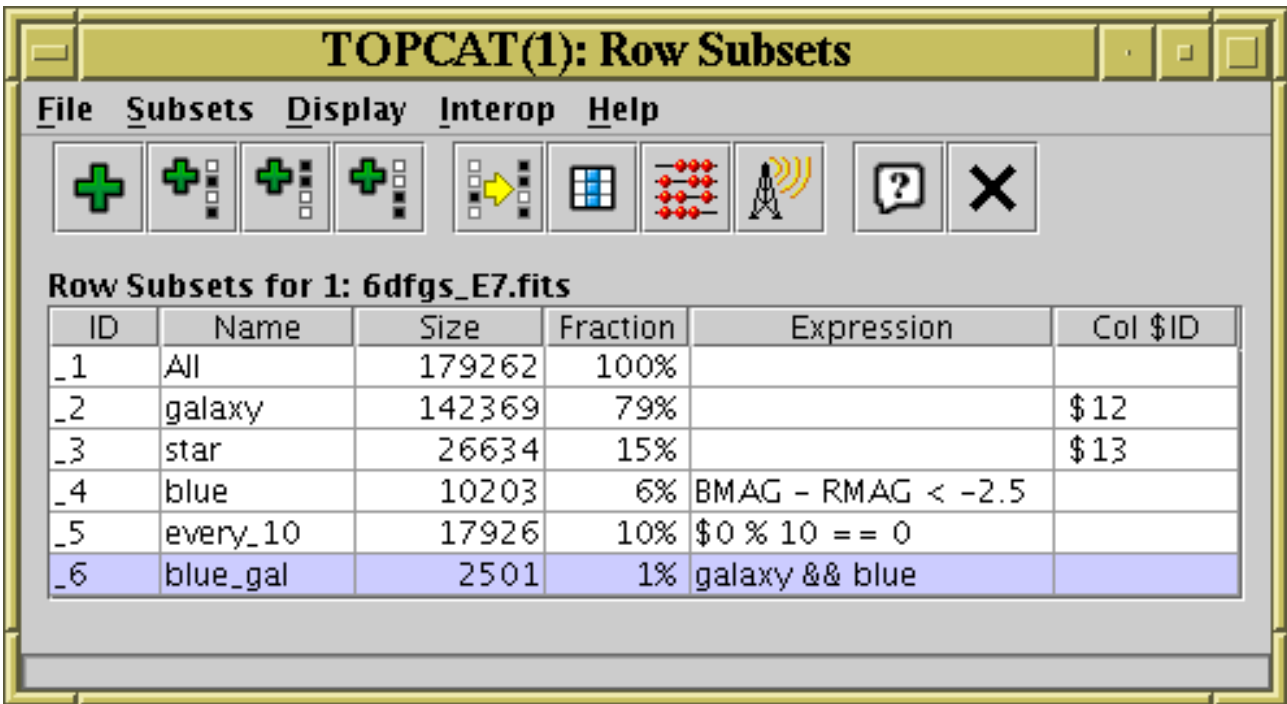 TOPCAT(1): Row Subsets
File Subsets Display Interop Help
?
Row Subsets for 1: 6dfgs_E7.fits
ID Name Size Fraction Expression Col $ID
_1 All 179262 100%
_2 galaxy 142369 79% $12
_3 star 26634 15% $13
_4 blue 10203 6% BMAG - RMAG < -2.5
_5 every_10 17926 10% $0 % 10 == 0
_6 blue_gal 2501 1% galaxy && blue